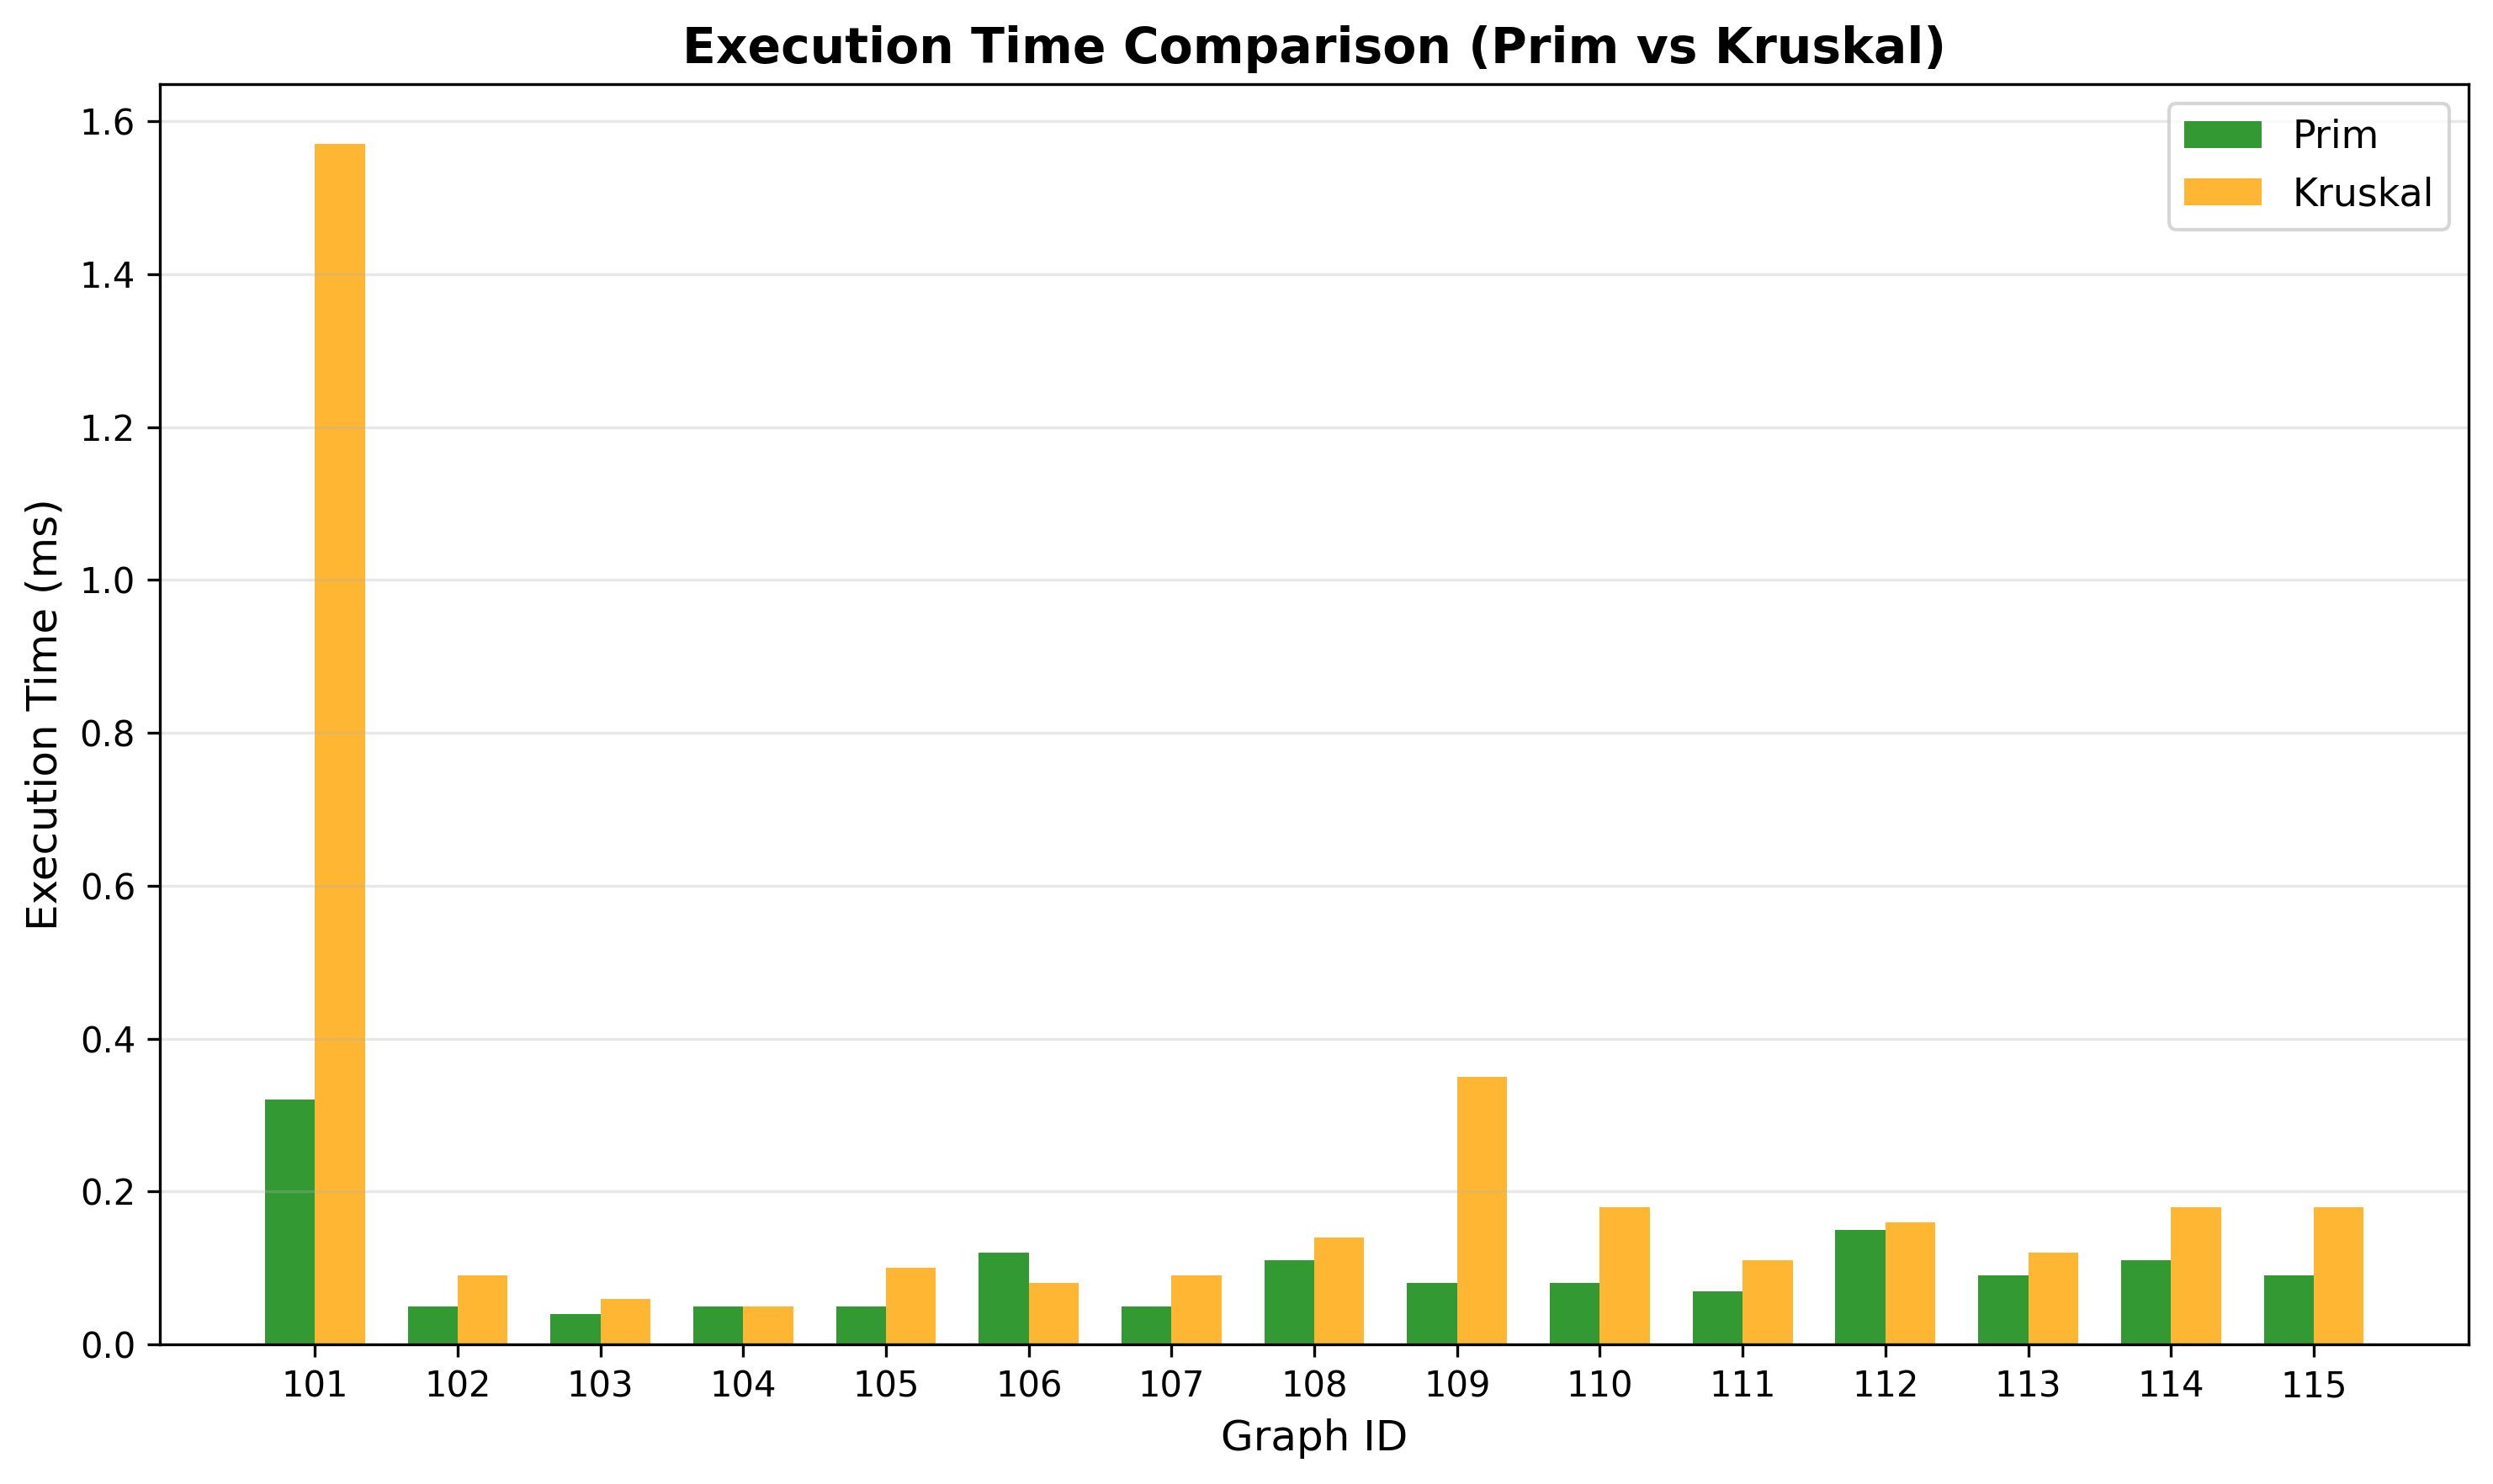 Execution Time Comparison (Prim vs Kruskal)
Prim
Kruskal
Execution Time (ms)
1.6
1.4
1.2
1.0
0.8
0.6
0.4
0.2
0.0
101 102 103 104 105 106 107 108 109 110 111 112 113 114 115
Graph ID